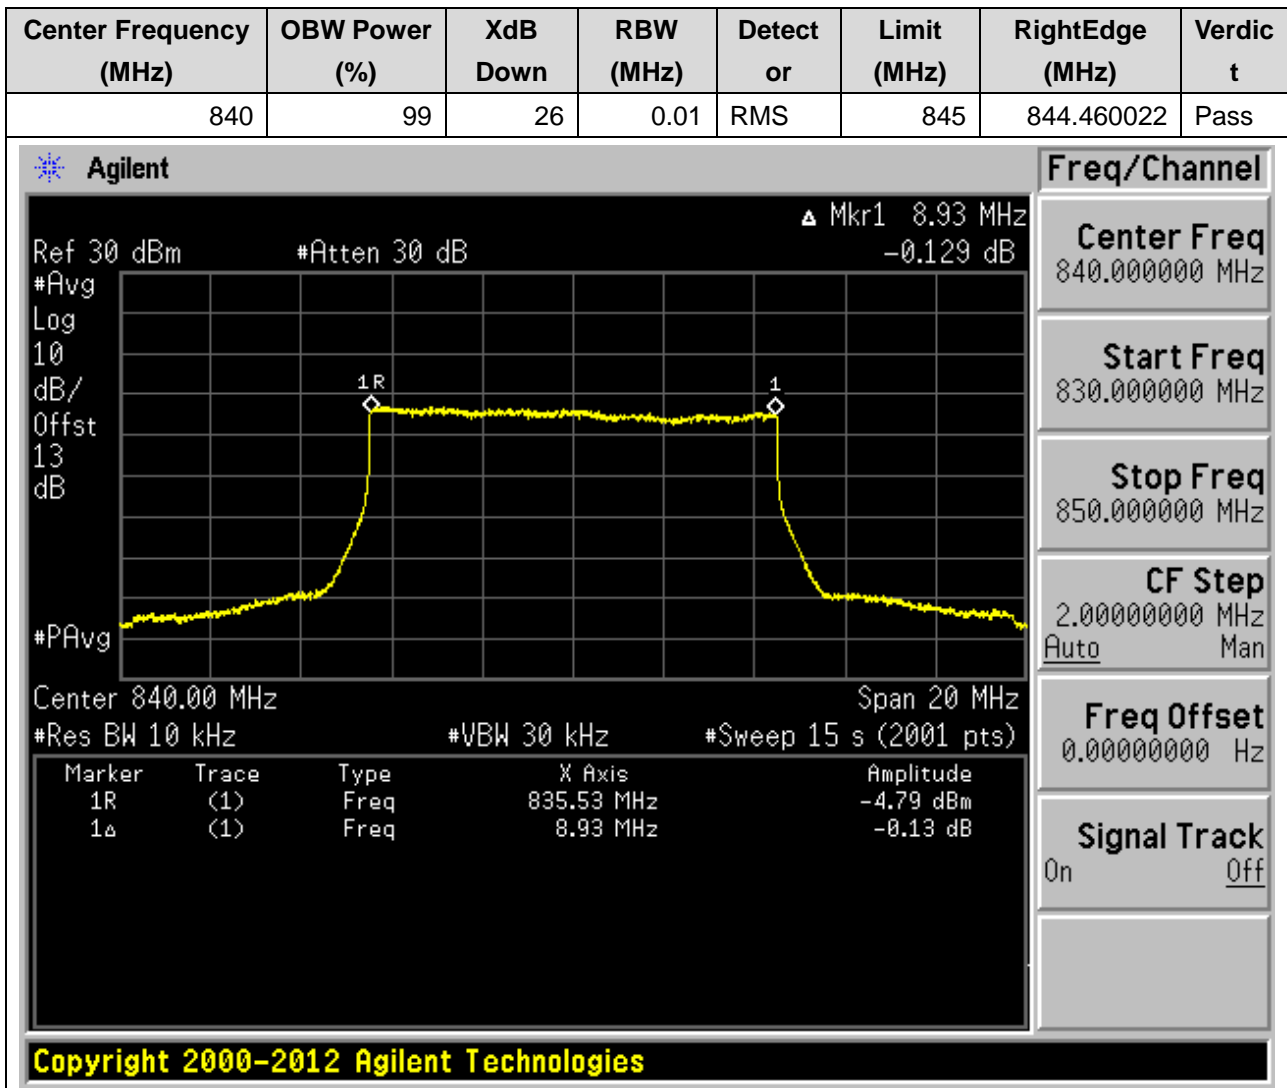 Center Frequency (MHz) OBW Power (%) XdB Down RBW (MHz) Detect or Limit (MHz) RightEdge (MHz) Verdic t
840 99 26 0.01 RMS 845 844.460022 Pass
Agilent
Freq/Channel
Δ Mkr1 8.93 MHz
Ref 30 dBm #Atten 30 dB -0.129 dB
#Avg
Log
10
dB/
Offst
13
dB
#PAvg
1R
1
Center 840.00 MHz Span 20 MHz
#Res BW 10 kHz #VBW 30 kHz #Sweep 15 s (2001 pts)
Marker Trace Type X Axis Amplitude
1R (1) Freq 835.53 MHz -4.79 dBm
1Δ (1) Freq 8.93 MHz -0.13 dB
Center Freq
840.000000 MHz
Start Freq
830.000000 MHz
Stop Freq
850.000000 MHz
CF Step
2.00000000 MHz
Auto Man
Freq Offset
0.00000000 Hz
Signal Track
On Off
Copyright 2000-2012 Agilent Technologies